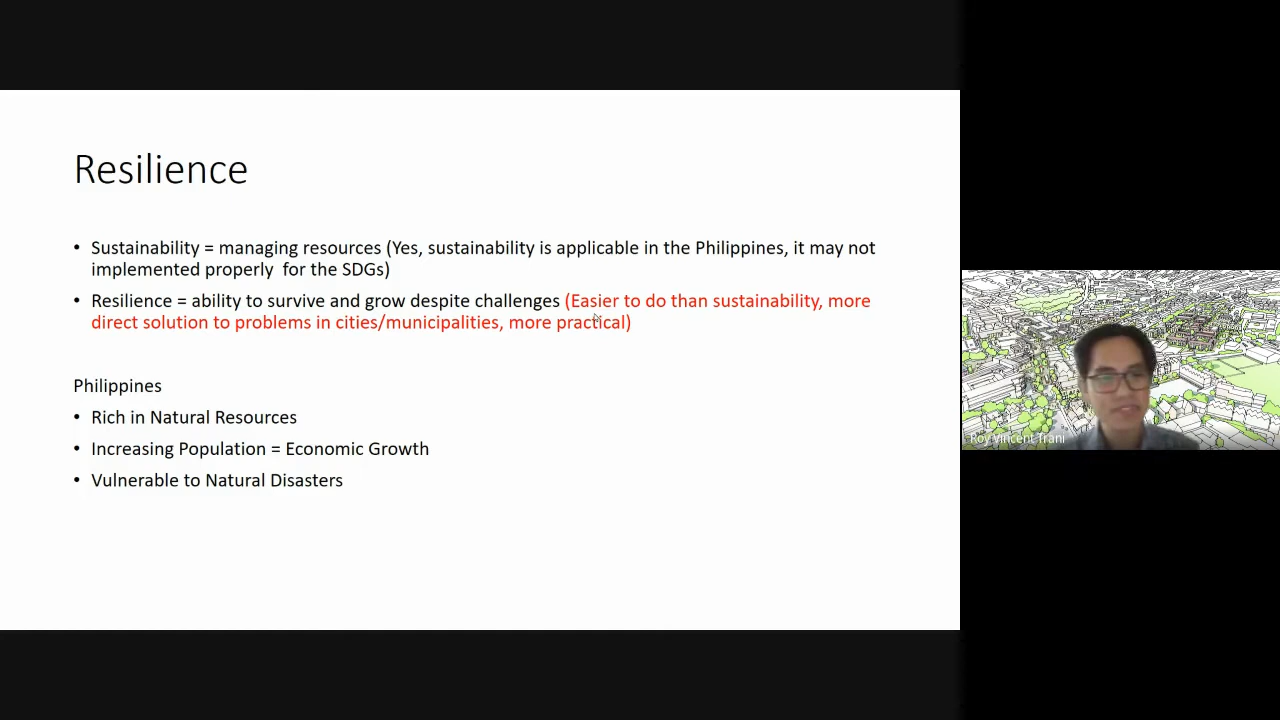 Resilience
• Sustainability = managing resources (Yes, sustainability is applicable in the Philippines, it may not
implemented properly  for the SDGs)
• Resilience = ability to survive and grow despite challenges (Easier to do than sustainability, more
direct solution to problems in cities/municipalities, more practical)
Philippines
• Rich in Natural Resources
• Increasing Population = Economic Growth
• Vulnerable to Natural Disasters
Roy Vincent Trani